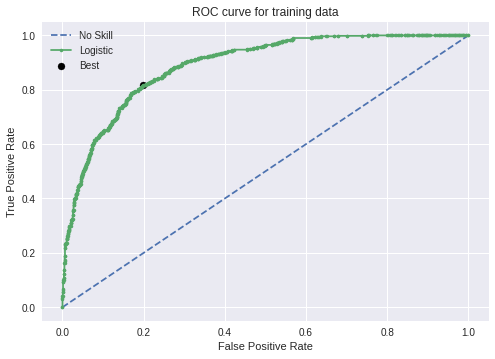 ROC curve for training data
No Skill
Logistic
Best
True Positive Rate
1.0
0.8
0.6
0.4
0.2
0.0
0.0 0.2 0.4 0.6 0.8 1.0
False Positive Rate